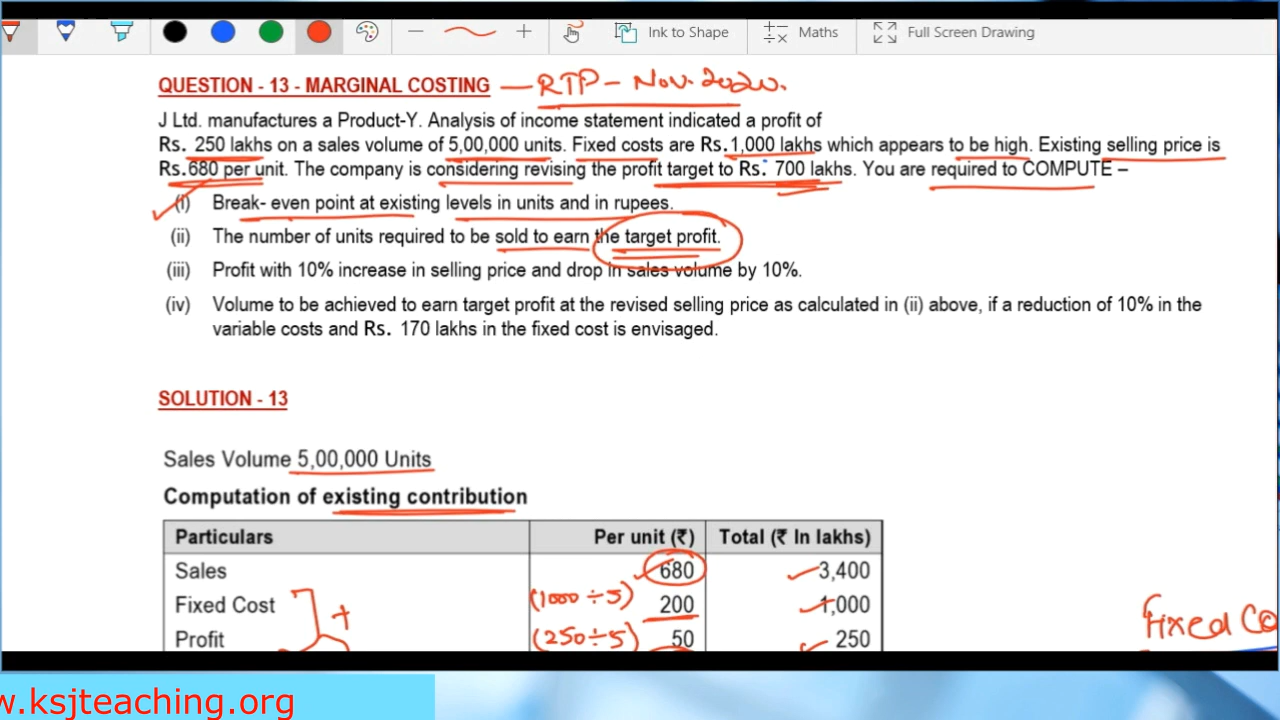 Ink to Shape
Maths
Full Screen Drawing
QUESTION - 13 - MARGINAL COSTING — RTP - Nov. 2020.
J Ltd. manufactures a Product-Y. Analysis of income statement indicated a profit of
Rs. 250 lakhs on a sales volume of 5,00,000 units. Fixed costs are Rs.1,000 lakhs which appears to be high. Existing selling price is
Rs.680 per unit. The company is considering revising the profit target to Rs. 700 lakhs. You are required to COMPUTE –
(i) Break- even point at existing levels in units and in rupees.
(ii) The number of units required to be sold to earn the target profit.
(iii) Profit with 10% increase in selling price and drop in sales volume by 10%.
(iv) Volume to be achieved to earn target profit at the revised selling price as calculated in (ii) above, if a reduction of 10% in the
variable costs and Rs. 170 lakhs in the fixed cost is envisaged.
SOLUTION - 13
Sales Volume 5,00,000 Units
Computation of existing contribution
Particulars Per unit (₹) Total (₹ In lakhs)
Sales 680 3,400
Fixed Cost + (1000 ÷ 5) 200 1,000
Profit (250 ÷ 5) 50 250
Fixed Co
w.ksjteaching.org